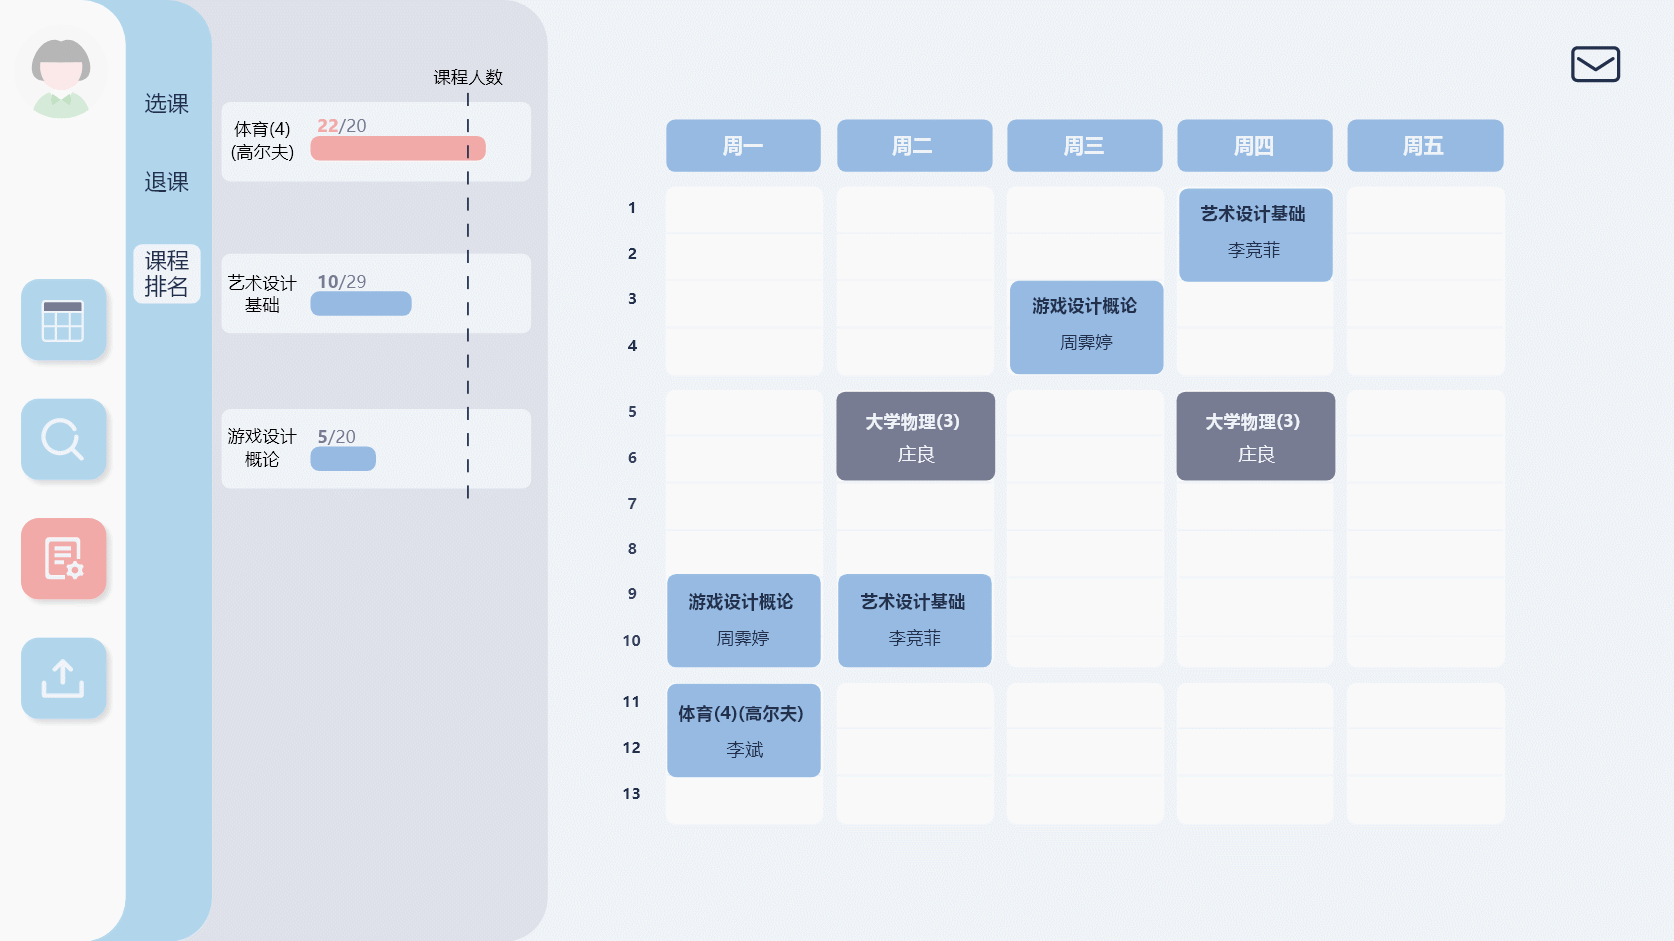 选课
退课
课程
排名
课程人数
体育(4)
(高尔夫)
22/20
艺术设计
基础
10/29
游戏设计
概论
5/20
周一
周二
周三
周四
周五
1
2
3
4
5
6
7
8
9
10
11
12
13
艺术设计基础
李竞菲
游戏设计概论
周霁婷
大学物理(3)
庄良
大学物理(3)
庄良
游戏设计概论
周霁婷
艺术设计基础
李竞菲
体育(4)(高尔夫)
李斌